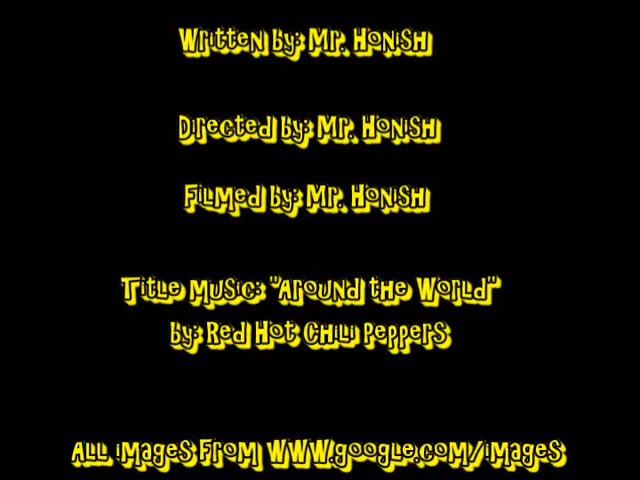 Written by: Mr. Honish
Directed by: Mr. Honish
Filmed by: Mr. Honish
Title Music: "Around the World"
by: Red Hot Chili Peppers
All images from www.google.com/images